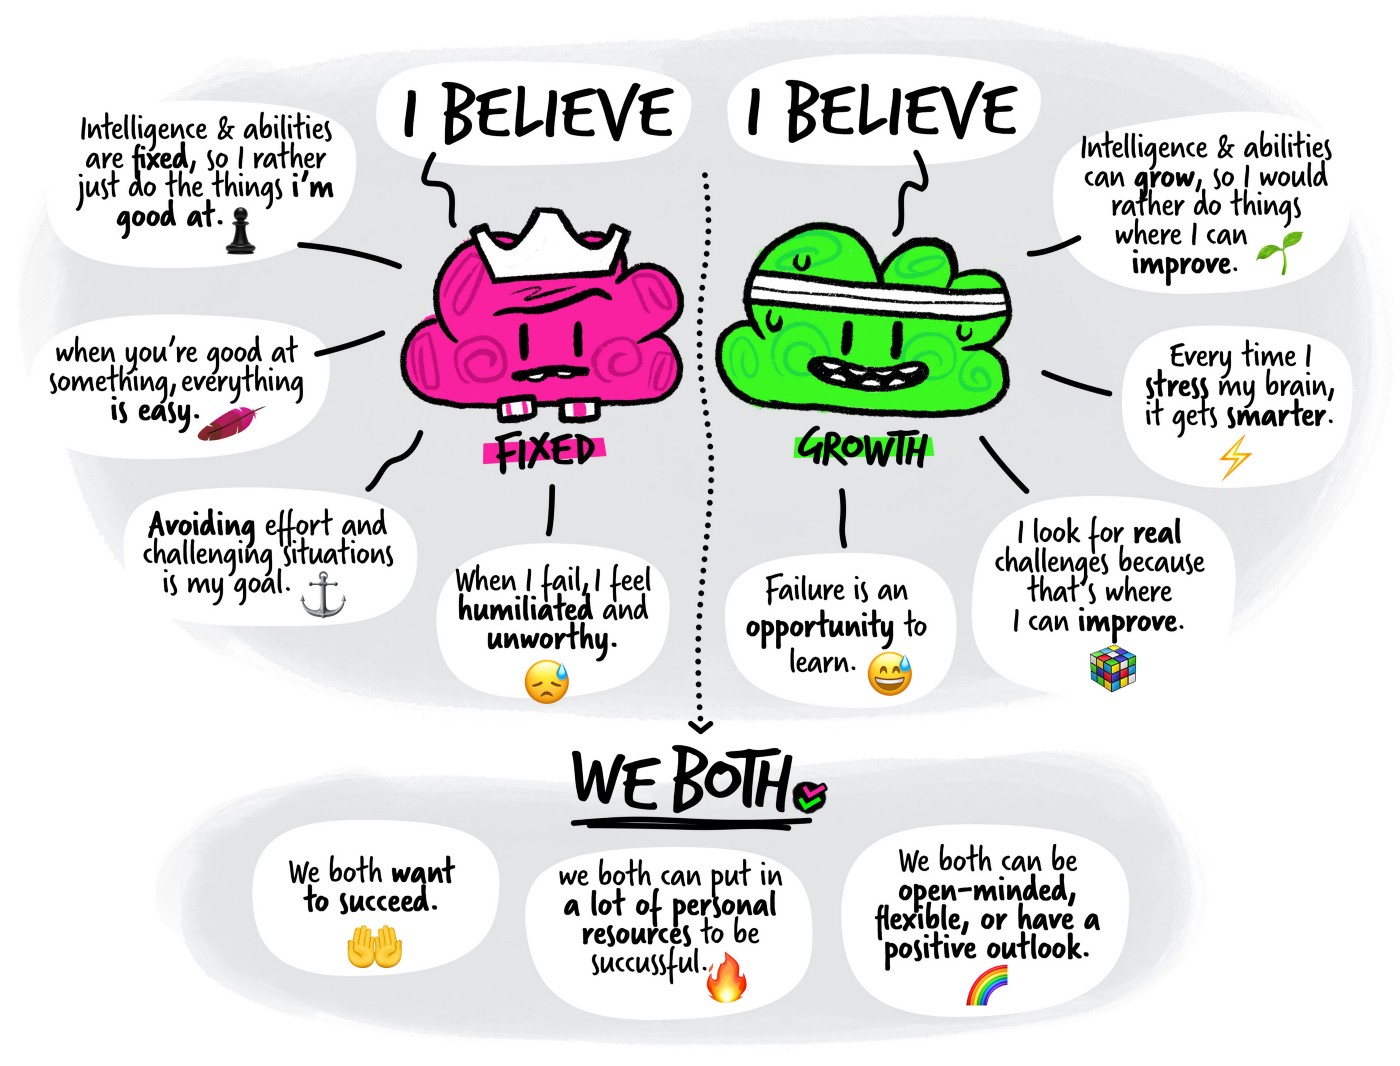 I BELIEVE
Intelligence & abilities
are fixed, so I rather
just do the things i'm
good at.
when you're good at
something, everything
is easy.
Avoiding effort and
challenging situations
is my goal.
When I fail, I feel
humiliated and
unworthy.
FIXED
I BELIEVE
Intelligence & abilities
can grow, so I would
rather do things
where I can
improve.
Every time I
stress my brain,
it gets smarter.
I look for real
challenges because
that's where
I can improve.
Failure is an
opportunity to
learn.
GROWTH
WE BOTH
We both want
to succeed.
we both can put in
a lot of personal
resources to be
succussful.
We both can be
open-minded,
flexible, or have a
positive outlook.